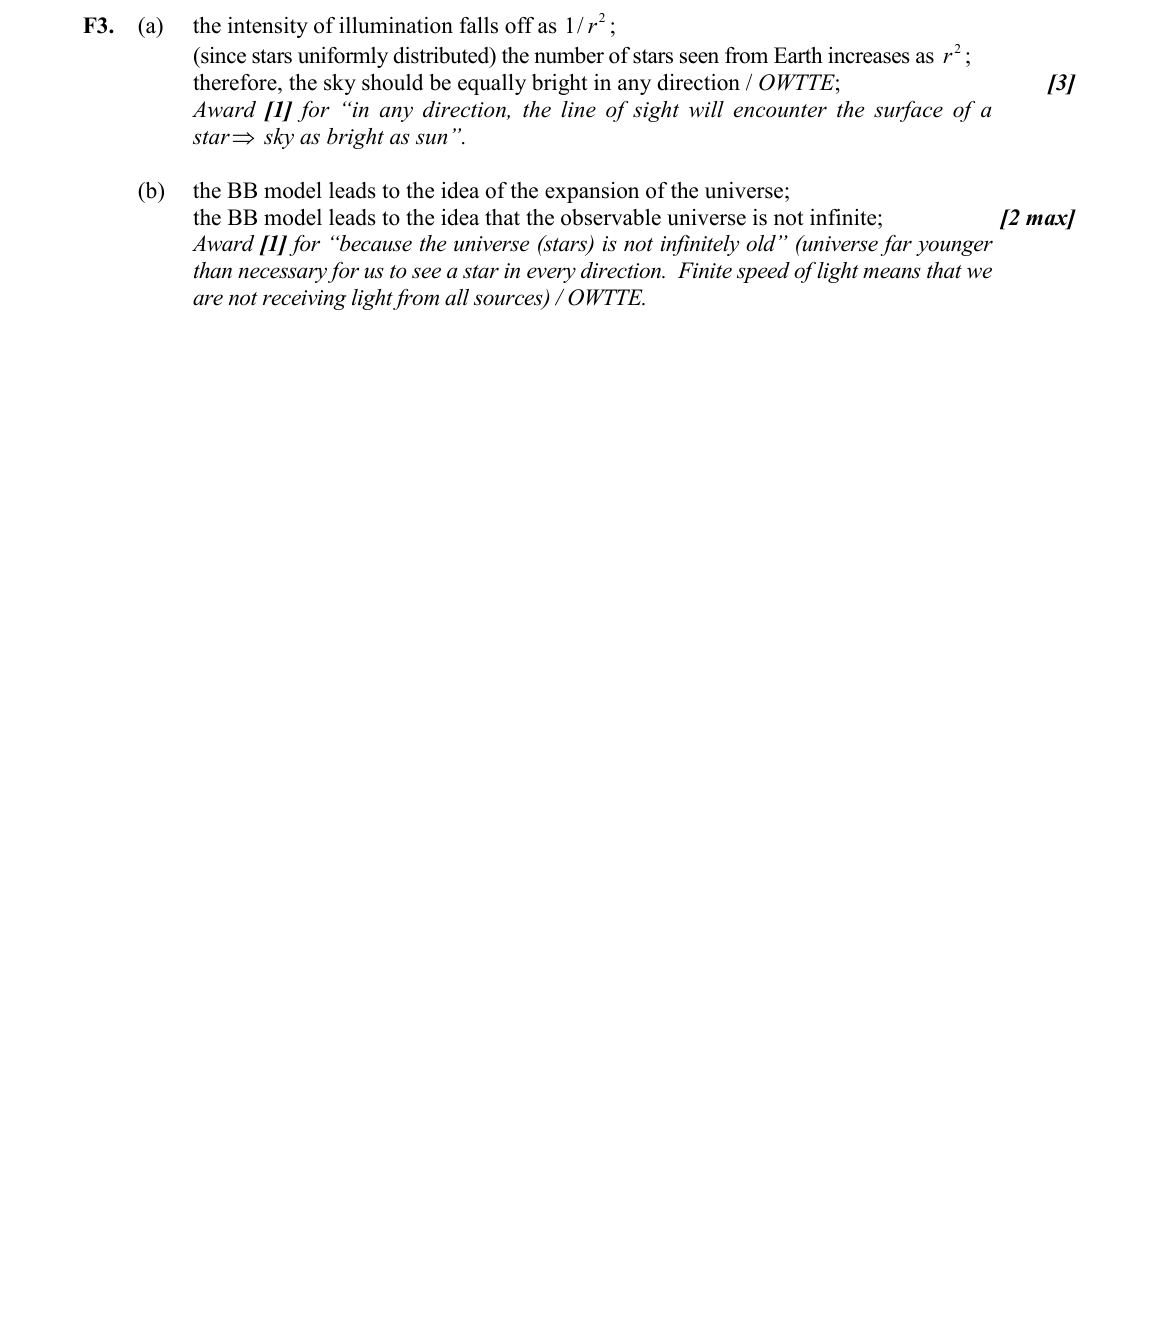 F3. (a) the intensity of illumination falls off as 1/r²;
(since stars uniformly distributed) the number of stars seen from Earth increases as r²;
therefore, the sky should be equally bright in any direction / OWTTE; [3]
Award [1] for “in any direction, the line of sight will encounter the surface of a
star⇒ sky as bright as sun”.
(b) the BB model leads to the idea of the expansion of the universe;
the BB model leads to the idea that the observable universe is not infinite; [2 max]
Award [1] for “because the universe (stars) is not infinitely old” (universe far younger
than necessary for us to see a star in every direction. Finite speed of light means that we
are not receiving light from all sources) / OWTTE.